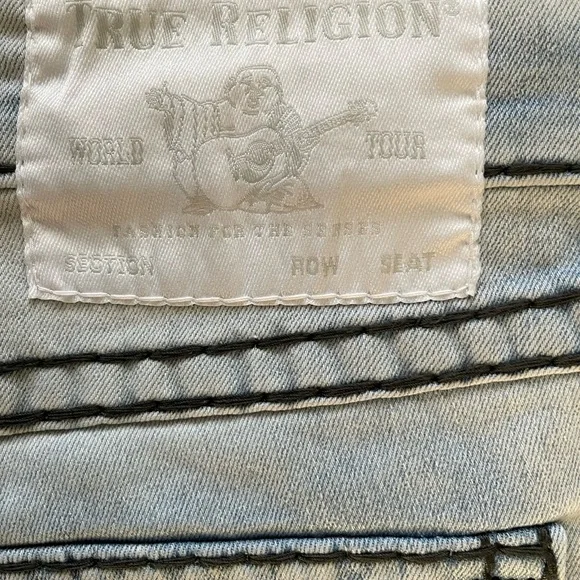 TRUE RELIGION®
WORLD TOUR
FASHION FOR THE SENSES
SECTION ROW SEAT